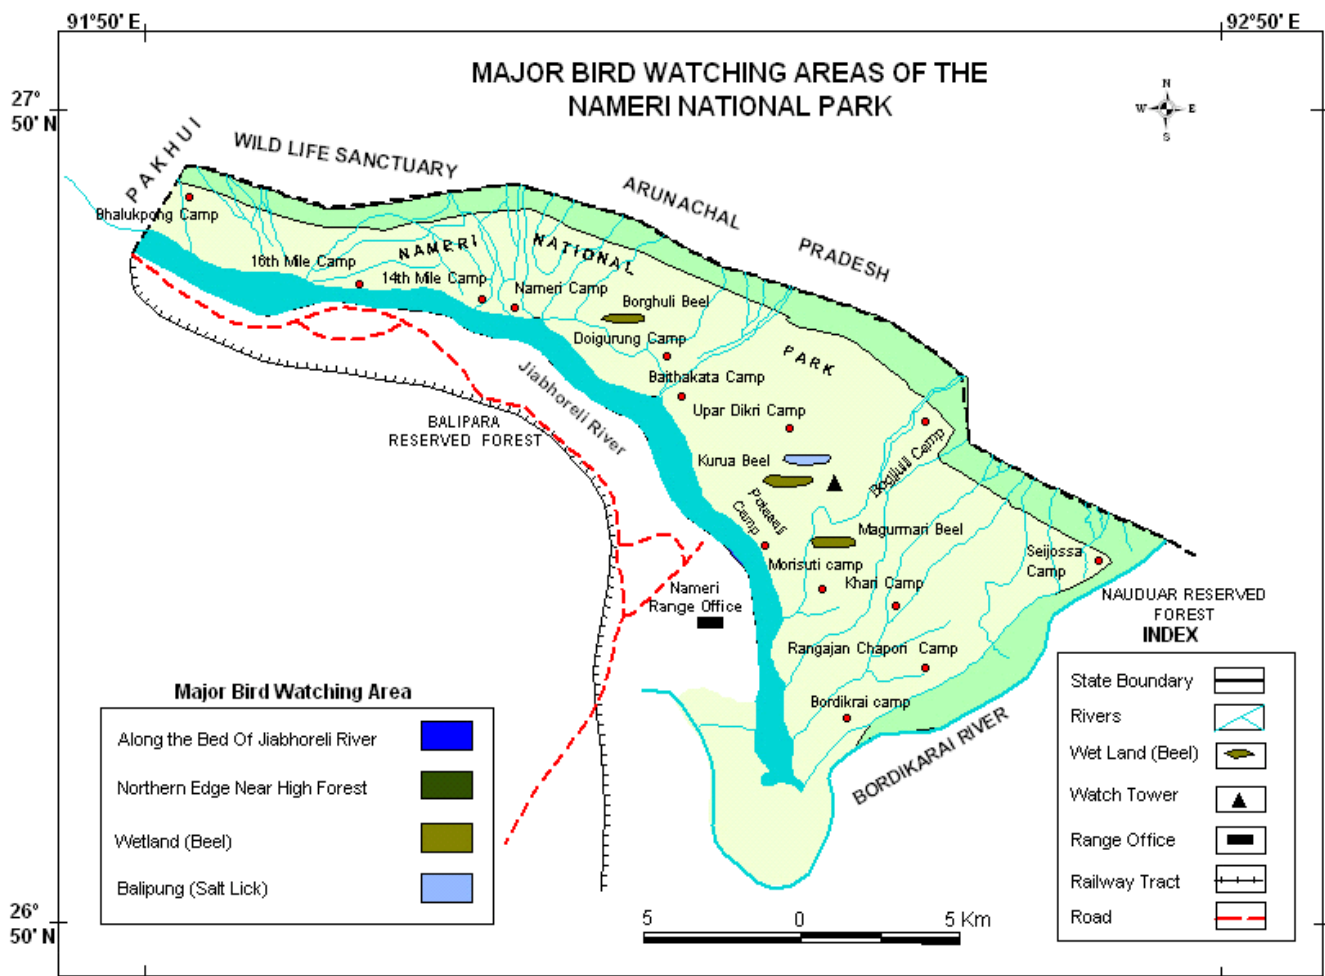 91°50' E
92°50' E
27°
50' N
MAJOR BIRD WATCHING AREAS OF THE
NAMERI NATIONAL PARK
N
W E
S
PAKHUI
WILD LIFE SANCTUARY
ARUNACHAL
PRADESH
Bhalukpong Camp
NAMERI
NATIONAL
PARK
16th Mile Camp
14th Mile Camp
Nameri Camp
Borghuli Beel
Doigurung Camp
Jiabhoreli River
Baithakata Camp
Upar Dikri Camp
BALIPARA
RESERVED FOREST
Kurua Beel
Bogijuli Camp
Potasali
Camp
Magurmari Beel
Morisuti camp
Khari Camp
Seijossa
Camp
Nameri
Range Office
NAUDUAR RESERVED
FOREST
Rangajan Chapori Camp
Bordikrai camp
BORDIKARAI RIVER
Major Bird Watching Area
Along the Bed Of Jiabhoreli River
Northern Edge Near High Forest
Wetland (Beel)
Balipung (Salt Lick)
INDEX
State Boundary
Rivers
Wet Land (Beel)
Watch Tower
Range Office
Railway Tract
Road
26°
50' N
5 0 5 Km